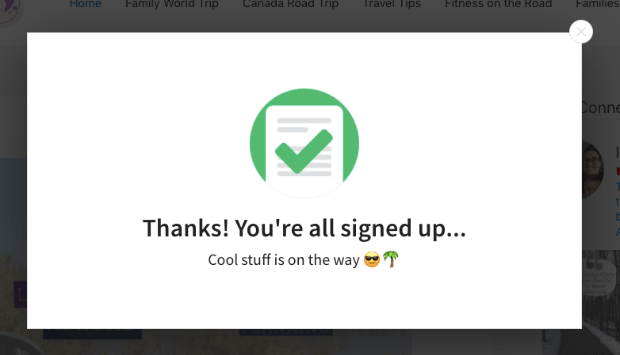 Home Family World Trip Canada Road Trip Travel Tips Fitness on the Road Families
Conne
Thanks! You're all signed up...
Cool stuff is on the way 😎🌴